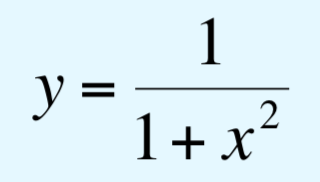 y = 1 / (1 + x²)